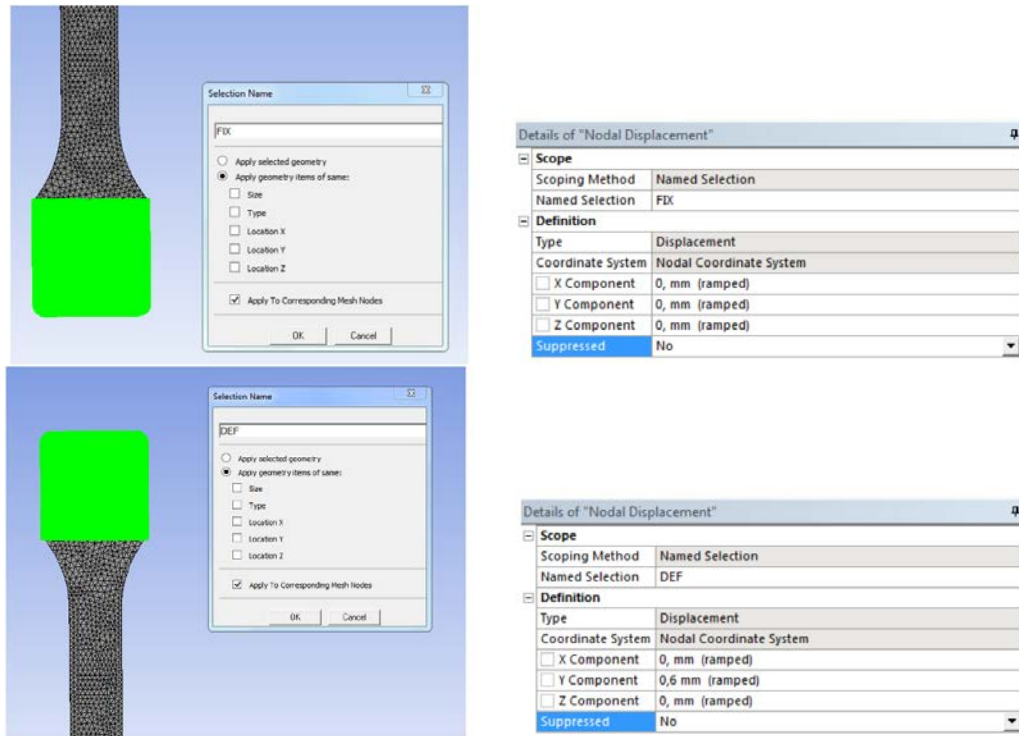 Selection Name
FIX
Apply selected geometry
Apply geometry items of same:
Size
Type
Location X
Location Y
Location Z
Apply To Corresponding Mesh Nodes
OK Cancel
Details of "Nodal Displacement"
Scope
Scoping Method Named Selection
Named Selection FIX
Definition
Type Displacement
Coordinate System Nodal Coordinate System
X Component 0, mm (ramped)
Y Component 0, mm (ramped)
Z Component 0, mm (ramped)
Suppressed No
Selection Name
DEF
Apply selected geometry
Apply geometry items of same:
Size
Type
Location X
Location Y
Location Z
Apply To Corresponding Mesh Nodes
OK Cancel
Details of "Nodal Displacement"
Scope
Scoping Method Named Selection
Named Selection DEF
Definition
Type Displacement
Coordinate System Nodal Coordinate System
X Component 0, mm (ramped)
Y Component 0,6 mm (ramped)
Z Component 0, mm (ramped)
Suppressed No